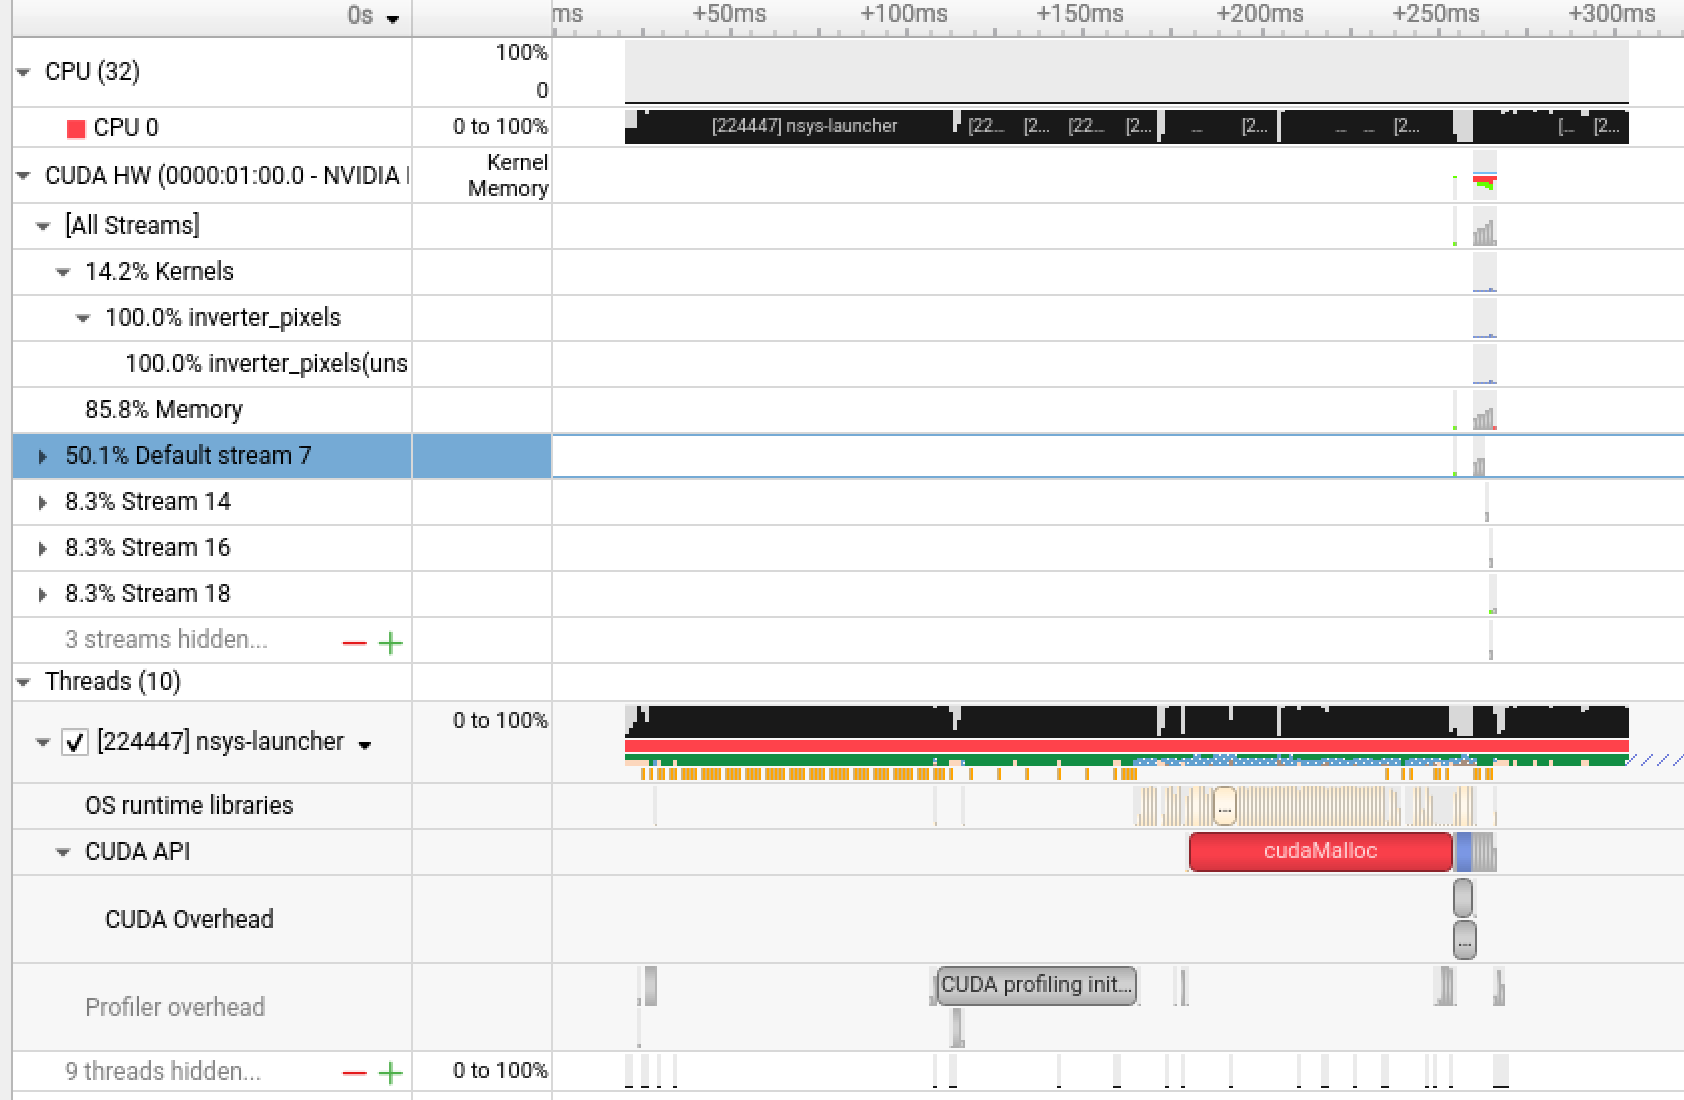 0s ms +50ms +100ms +150ms +200ms +250ms +300ms
CPU (32) 100%
0
CPU 0 0 to 100% [224447] nsys-launcher [22... [2... [22... [2... ... [2... ... ... [2... [... [2...
CUDA HW (0000:01:00.0 - NVIDIA Kernel
Memory
[All Streams]
14.2% Kernels
100.0% inverter_pixels
100.0% inverter_pixels(uns
85.8% Memory
50.1% Default stream 7
8.3% Stream 14
8.3% Stream 16
8.3% Stream 18
3 streams hidden... — +
Threads (10)
[224447] nsys-launcher 0 to 100%
OS runtime libraries ...
CUDA API cudaMalloc
CUDA Overhead ...
Profiler overhead CUDA profiling init...
9 threads hidden... — + 0 to 100%